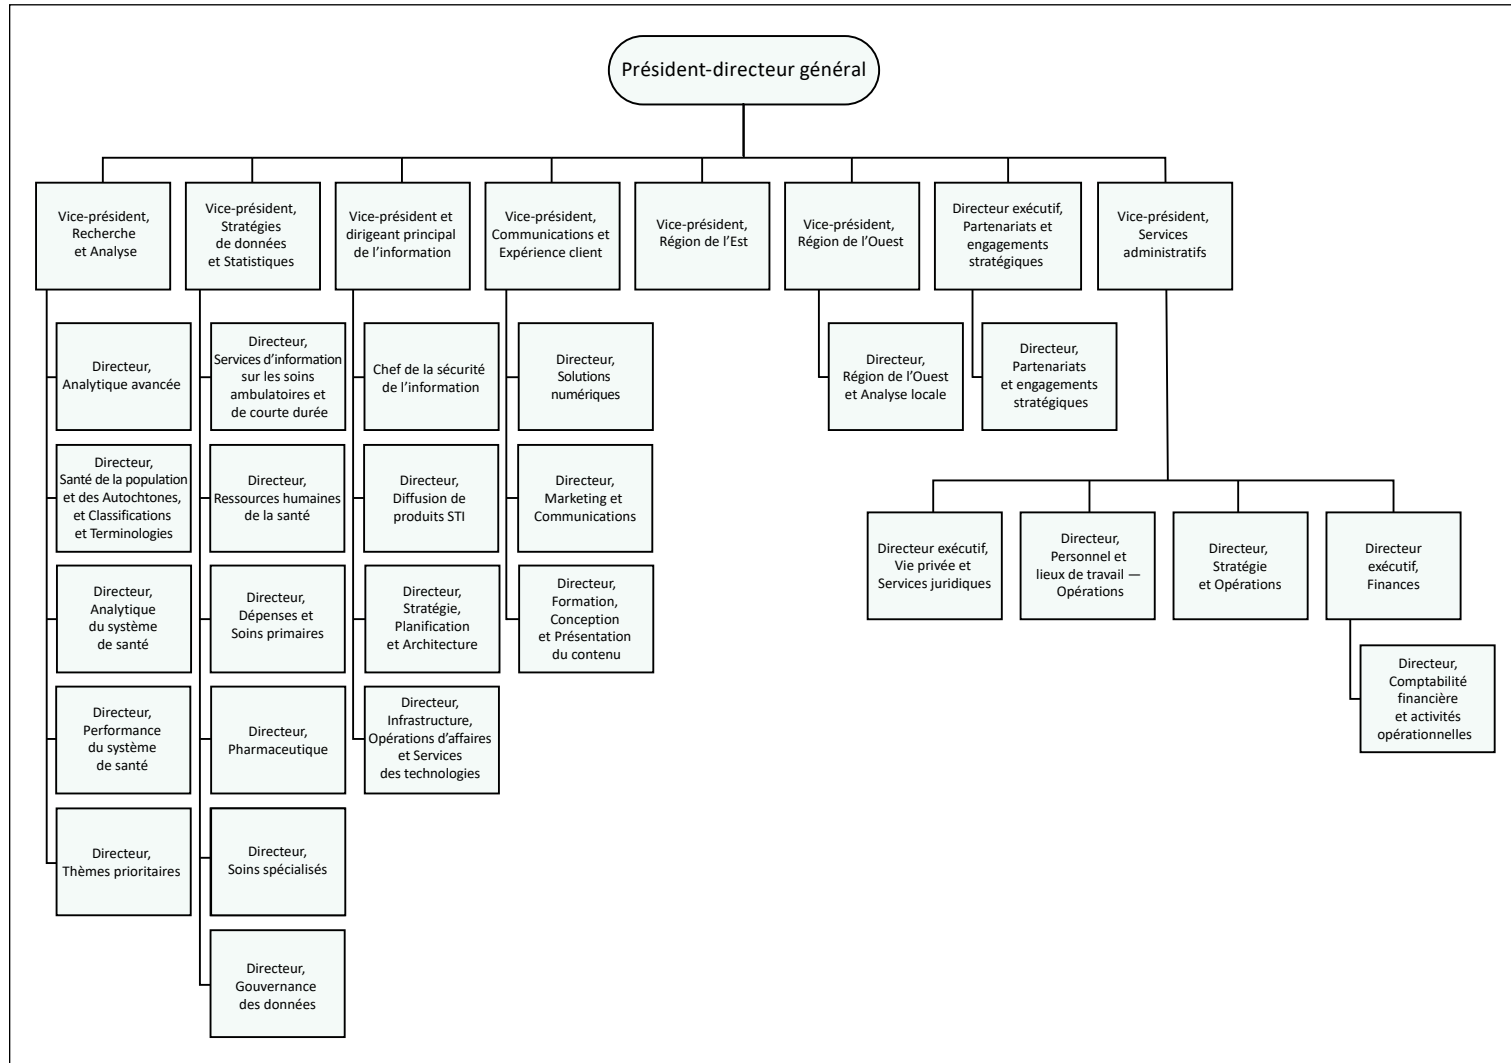 Président-directeur général
Vice-président,
Recherche
et Analyse
Vice-président,
Stratégies
de données
et Statistiques
Vice-président et
dirigeant principal
de l’information
Vice-président,
Communications et
Expérience client
Vice-président,
Région de l’Est
Vice-président,
Région de l’Ouest
Directeur exécutif,
Partenariats et
engagements
stratégiques
Vice-président,
Services
administratifs
Directeur,
Analytique avancée
Directeur,
Santé de la population
et des Autochtones,
et Classifications
et Terminologies
Directeur,
Analytique
du système
de santé
Directeur,
Performance
du système
de santé
Directeur,
Thèmes prioritaires
Directeur,
Services d’information
sur les soins
ambulatoires et
de courte durée
Directeur,
Ressources humaines
de la santé
Directeur,
Dépenses et
Soins primaires
Directeur,
Pharmaceutique
Directeur,
Soins spécialisés
Directeur,
Gouvernance
des données
Chef de la sécurité
de l’information
Directeur,
Diffusion de
produits STI
Directeur,
Stratégie,
Planification
et Architecture
Directeur,
Infrastructure,
Opérations d’affaires
et Services
des technologies
Directeur,
Solutions
numériques
Directeur,
Marketing et
Communications
Directeur,
Formation,
Conception
et Présentation
du contenu
Directeur,
Région de l’Ouest
et Analyse locale
Directeur,
Partenariats
et engagements
stratégiques
Directeur exécutif,
Vie privée et
Services juridiques
Directeur,
Personnel et
lieux de travail —
Opérations
Directeur,
Stratégie
et Opérations
Directeur
exécutif,
Finances
Directeur,
Comptabilité
financière
et activités
opérationnelles